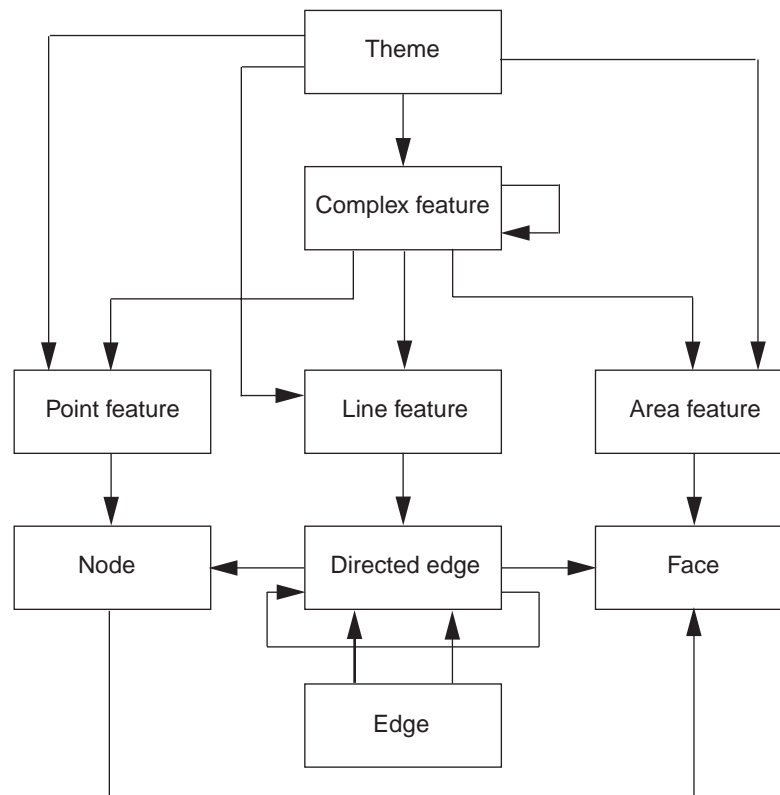 Theme
Complex feature
Point feature
Line feature
Area feature
Node
Directed edge
Face
Edge